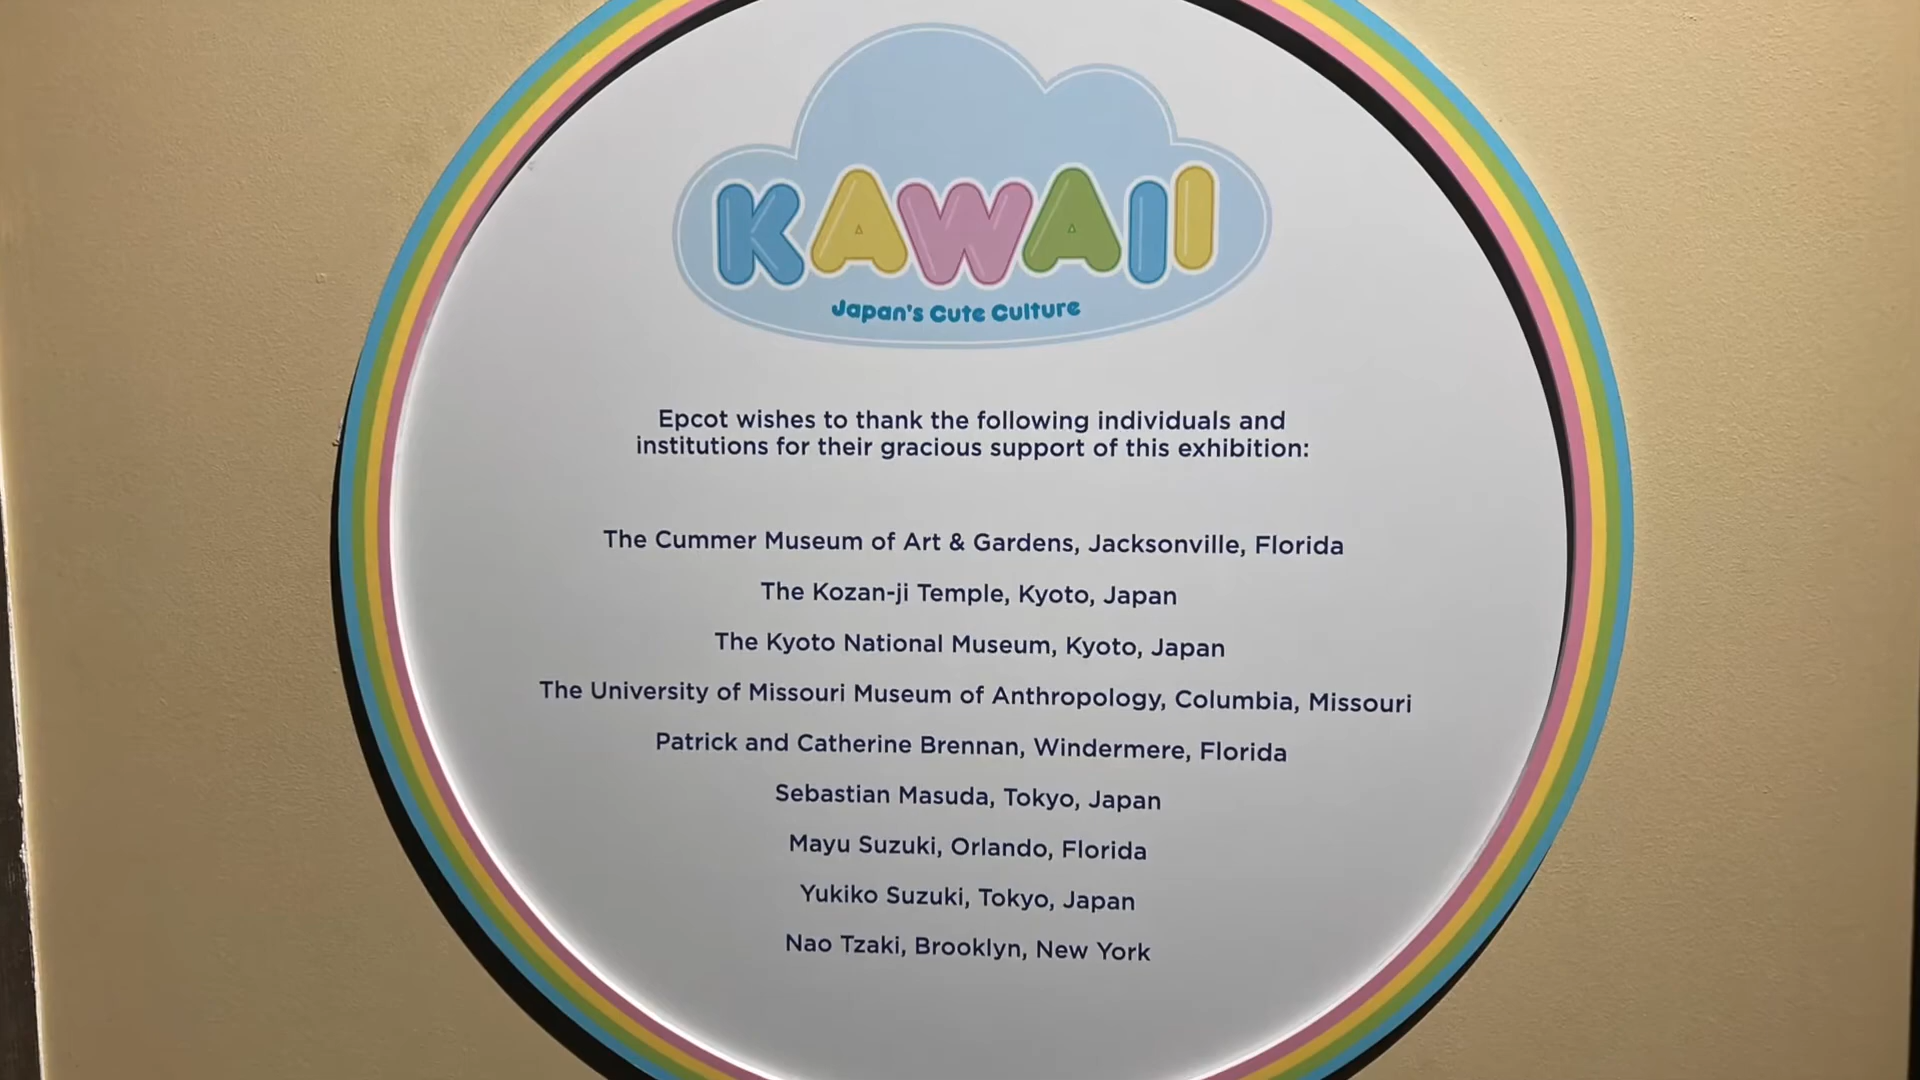 KAWAII
Japan's Cute Culture
Epcot wishes to thank the following individuals and
institutions for their gracious support of this exhibition:
The Cummer Museum of Art & Gardens, Jacksonville, Florida
The Kozan-ji Temple, Kyoto, Japan
The Kyoto National Museum, Kyoto, Japan
The University of Missouri Museum of Anthropology, Columbia, Missouri
Patrick and Catherine Brennan, Windermere, Florida
Sebastian Masuda, Tokyo, Japan
Mayu Suzuki, Orlando, Florida
Yukiko Suzuki, Tokyo, Japan
Nao Tzaki, Brooklyn, New York